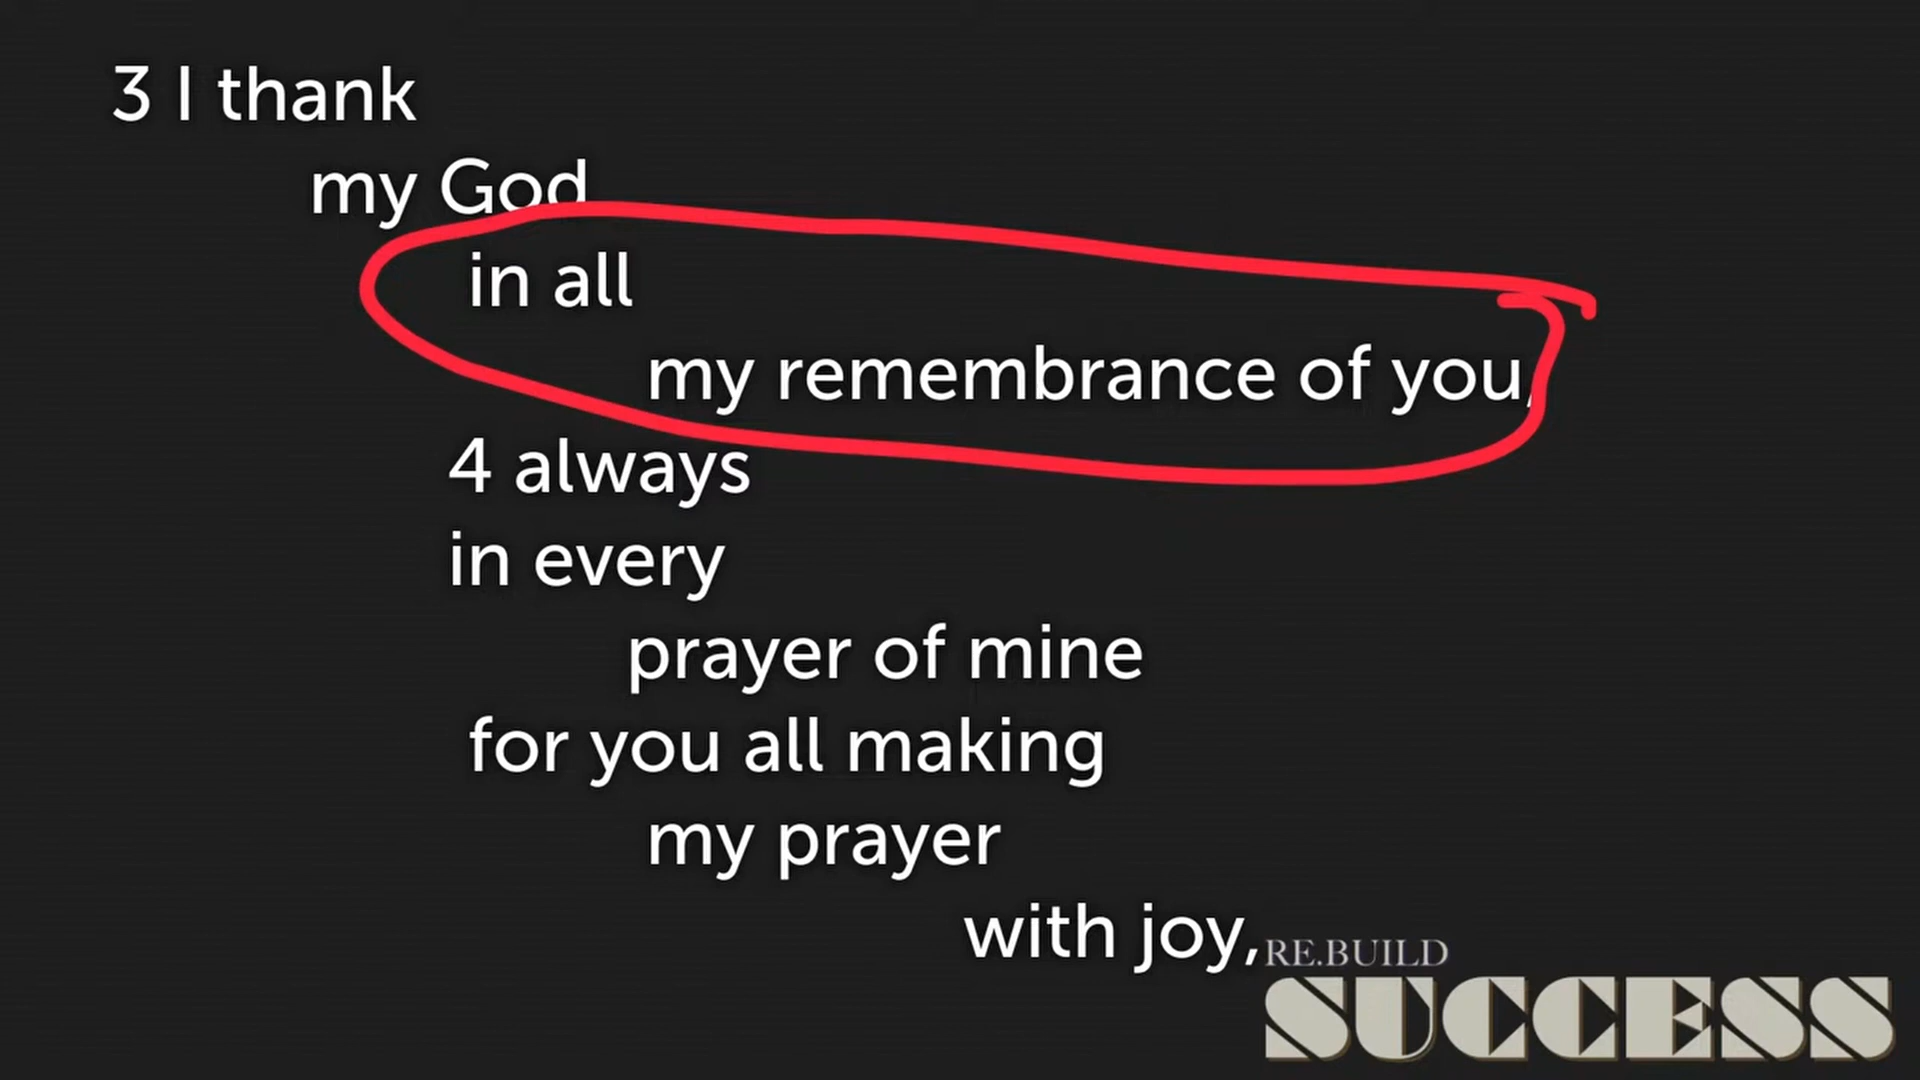 3 I thank
my God
in all
my remembrance of you,
4 always
in every
prayer of mine
for you all making
my prayer
with joy,
RE.BUILD
SUCCESS